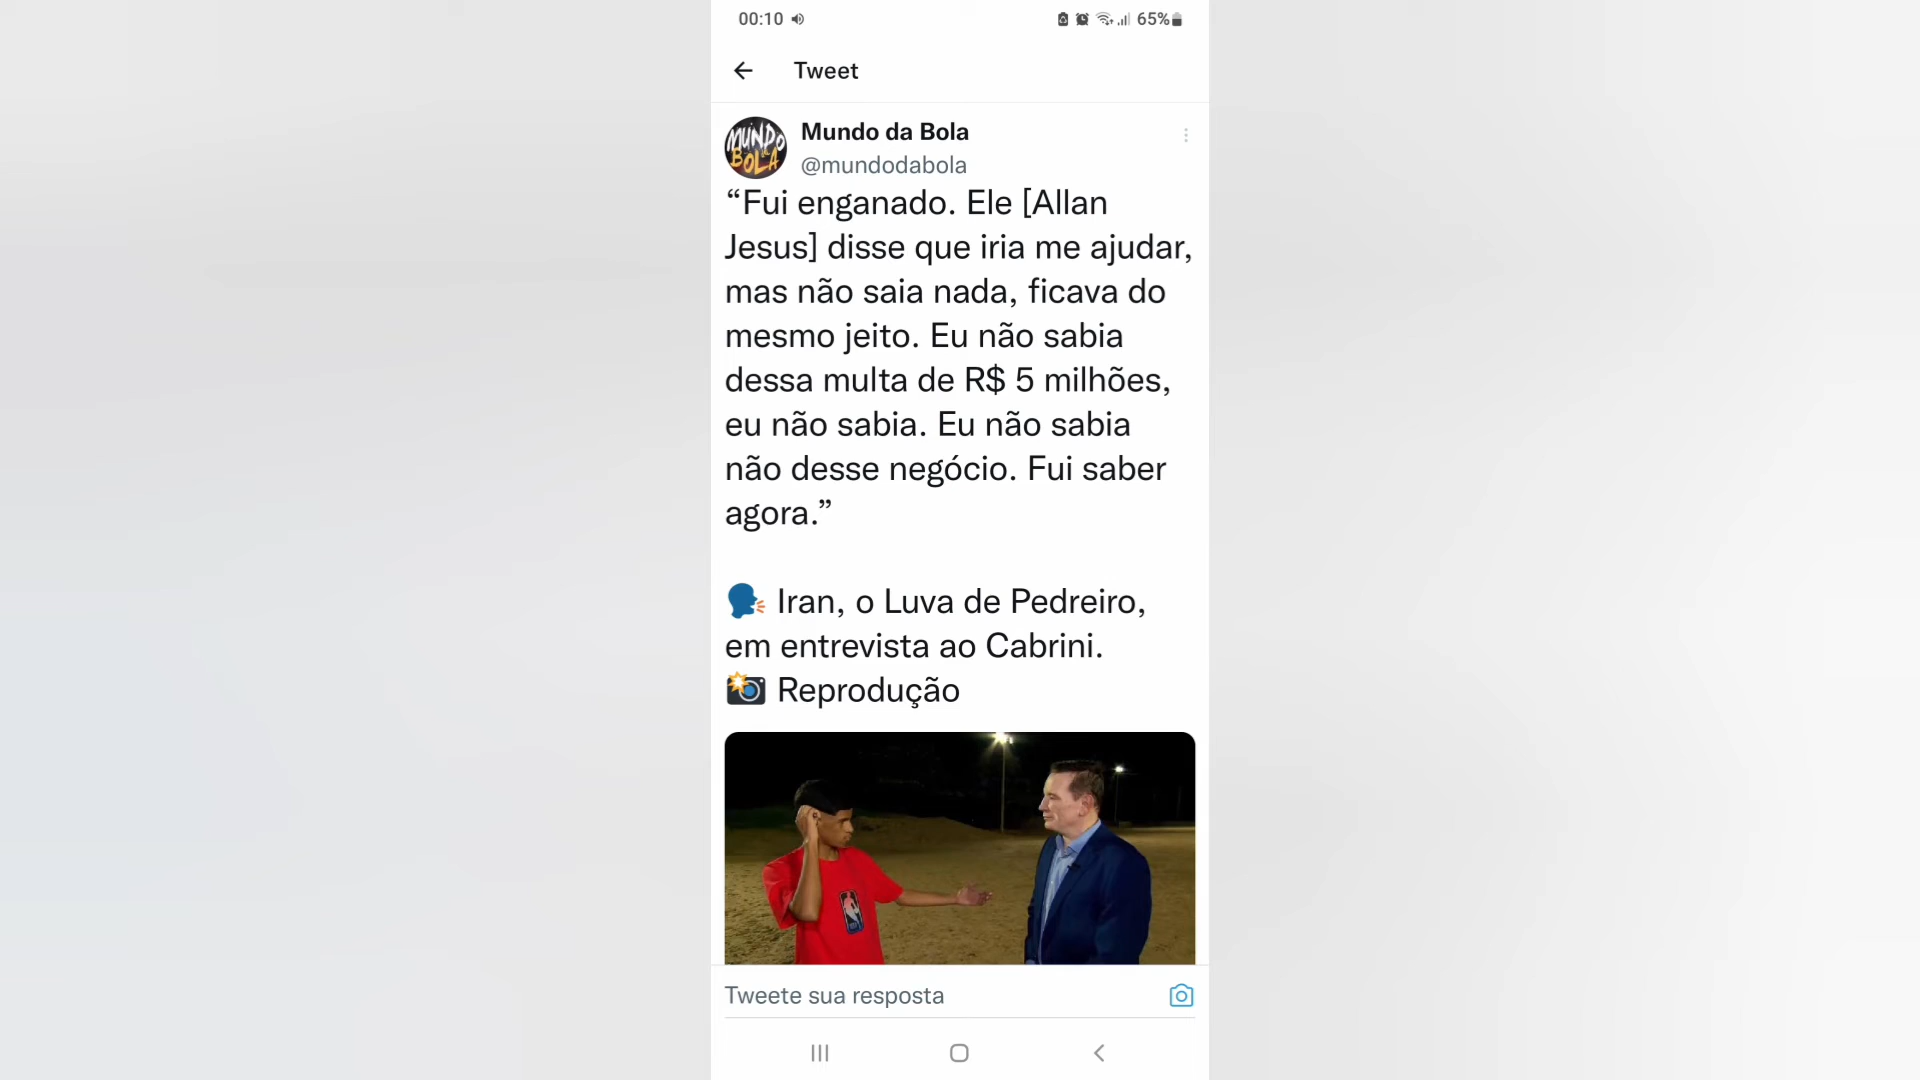 00:10
65%
Tweet
MUNDO
DA
BOLA
Mundo da Bola
@mundodabola
“Fui enganado. Ele [Allan
Jesus] disse que iria me ajudar,
mas não saia nada, ficava do
mesmo jeito. Eu não sabia
dessa multa de R$ 5 milhões,
eu não sabia. Eu não sabia
não desse negócio. Fui saber
agora.”
Iran, o Luva de Pedreiro,
em entrevista ao Cabrini.
Reprodução
Tweete sua resposta